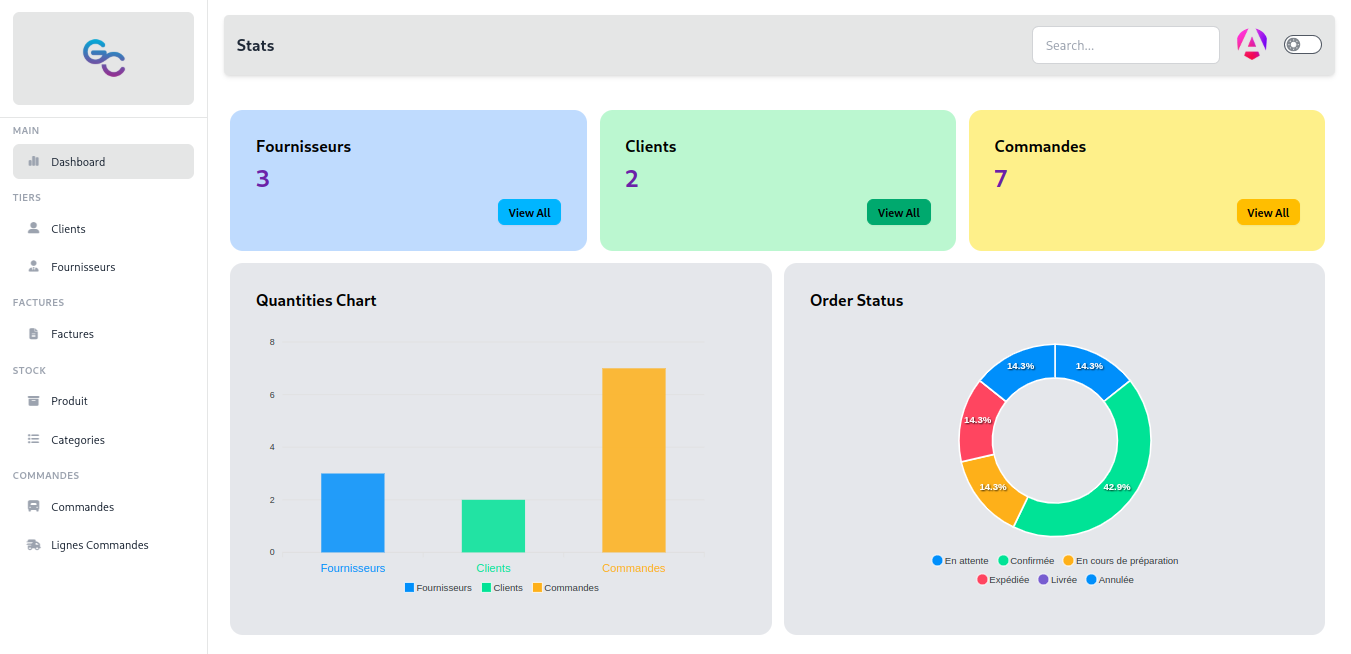 GC
MAIN
Dashboard
TIERS
Clients
Fournisseurs
FACTURES
Factures
STOCK
Produit
Categories
COMMANDES
Commandes
Lignes Commandes
Stats
Search...
Fournisseurs
3
View All
Clients
2
View All
Commandes
7
View All
Quantities Chart
8
6
4
2
0
Fournisseurs Clients Commandes
Fournisseurs Clients Commandes
Order Status
14.3% 14.3%
14.3%
14.3% 42.9%
En attente Confirmée En cours de préparation
Expédiée Livrée Annulée